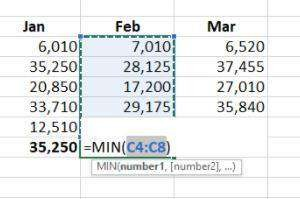 Jan Feb Mar
6,010 7,010 6,520
35,250 28,125 37,455
20,850 17,200 27,010
33,710 29,175 35,840
12,510
35,250 =MIN(C4:C8)
MIN(number1, [number2], ...)